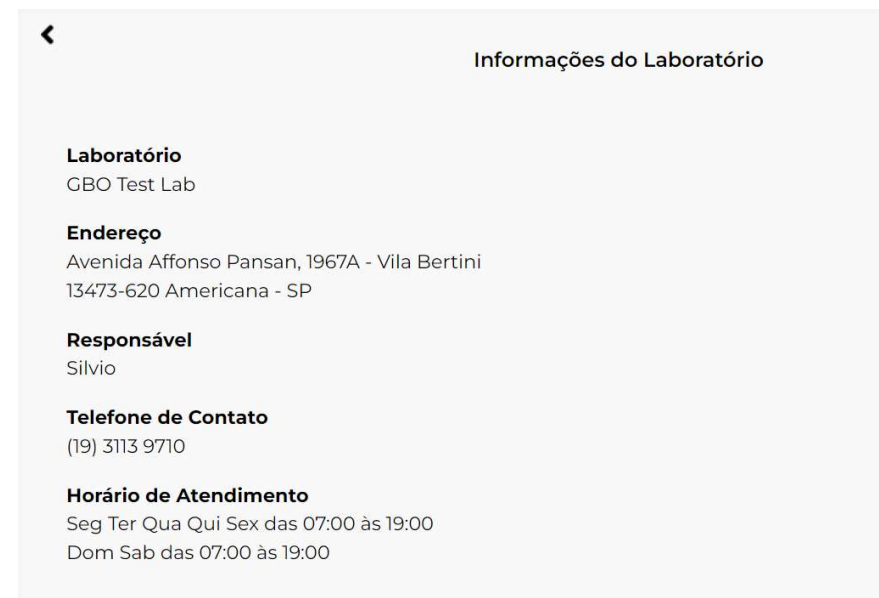 Informações do Laboratório
Laboratório
GBO Test Lab
Endereço
Avenida Affonso Pansan, 1967A - Vila Bertini
13473-620 Americana - SP
Responsável
Silvio
Telefone de Contato
(19) 3113 9710
Horário de Atendimento
Seg Ter Qua Qui Sex das 07:00 às 19:00
Dom Sab das 07:00 às 19:00